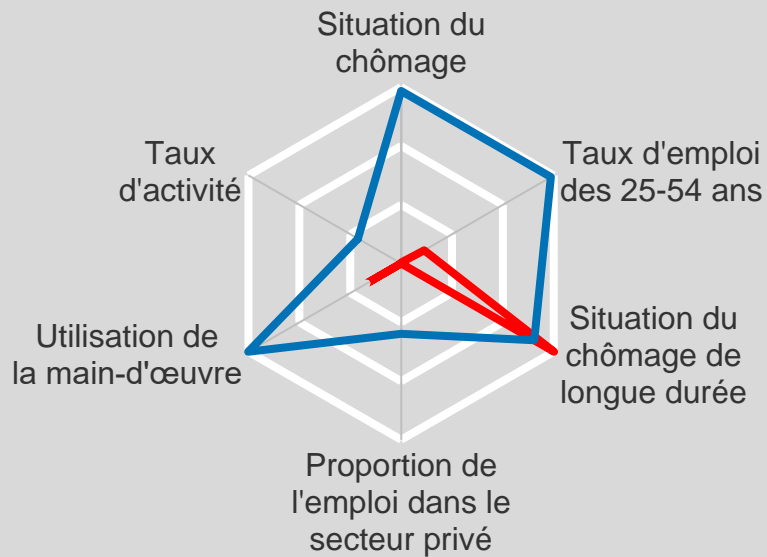 Situation du
chômage
Taux
d'activité
Taux d'emploi
des 25-54 ans
Utilisation de
la main-d'œuvre
Situation du
chômage de
longue durée
Proportion de
l'emploi dans le
secteur privé